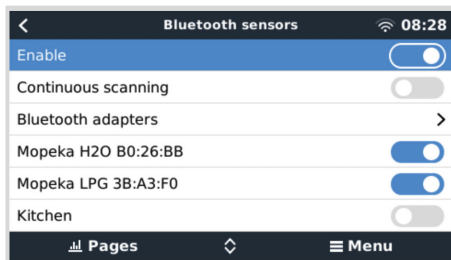 Bluetooth sensors 08:28
Enable
Continuous scanning
Bluetooth adapters
Mopeka H2O B0:26:BB
Mopeka LPG 3B:A3:F0
Kitchen
Pages Menu